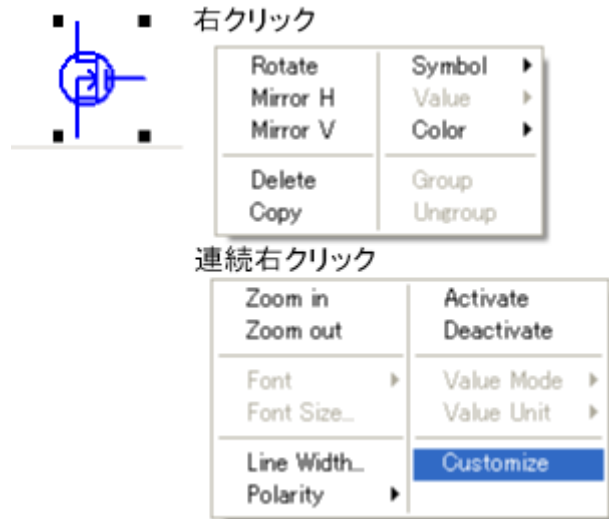 右クリック
Rotate Symbol
Mirror H Value
Mirror V Color
Delete Group
Copy Ungroup
連続右クリック
Zoom in Activate
Zoom out Deactivate
Font Value Mode
Font Size... Value Unit
Line Width... Customize
Polarity